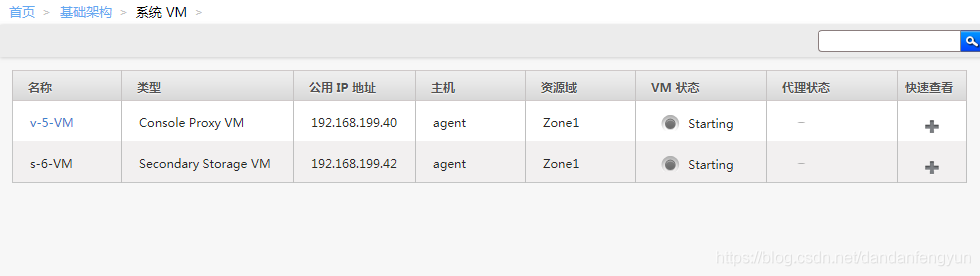 首页 > 基础架构 > 系统 VM >
名称 类型 公用 IP 地址 主机 资源域 VM 状态 代理状态 快速查看
v-5-VM Console Proxy VM 192.168.199.40 agent Zone1 Starting –
s-6-VM Secondary Storage VM 192.168.199.42 agent Zone1 Starting –
https://blog.csdn.net/dandanfengyun